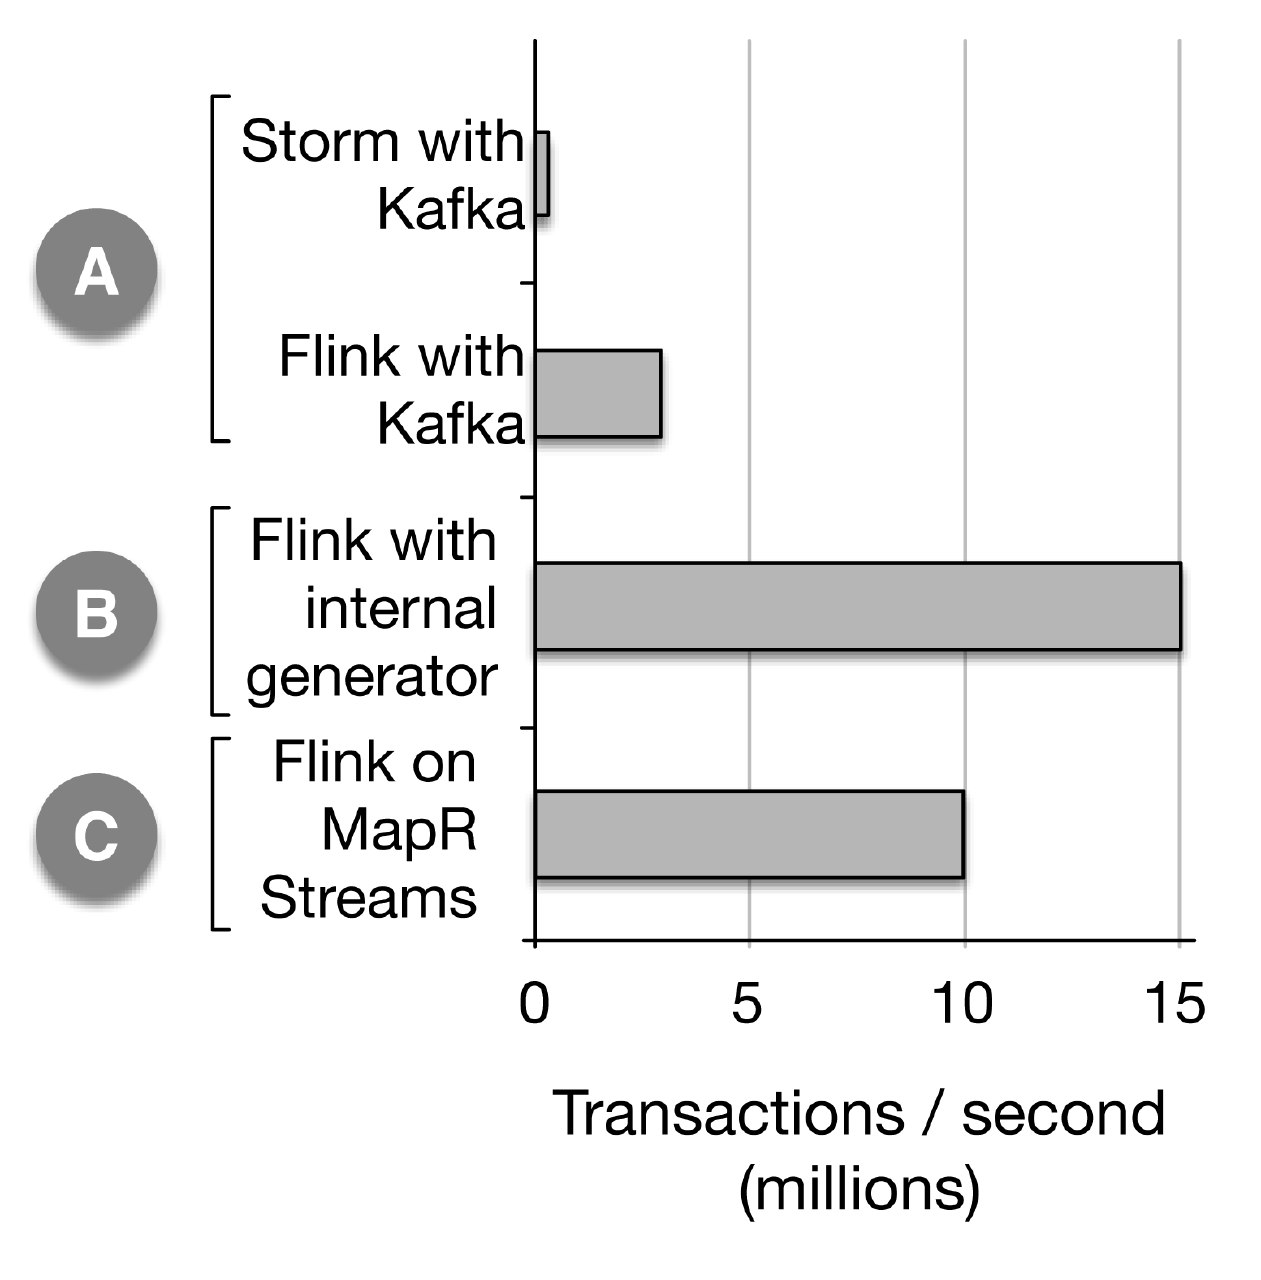 A
Storm with
Kafka
Flink with
Kafka
B
Flink with
internal
generator
C
Flink on
MapR
Streams
0 5 10 15
Transactions / second
(millions)